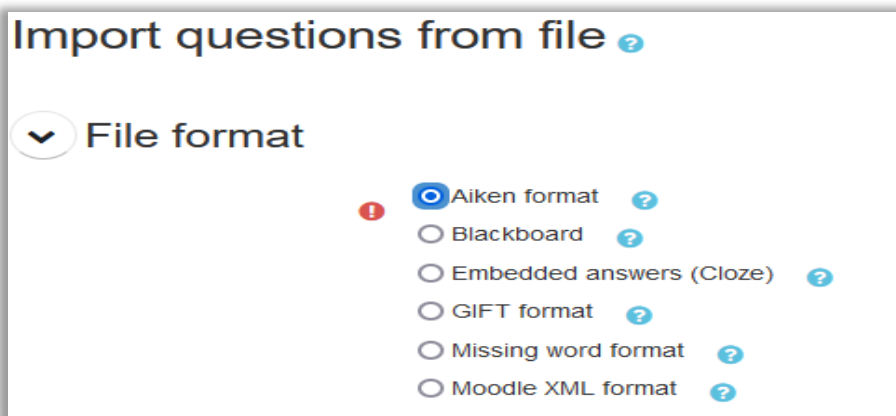 Import questions from file
File format
Aiken format
Blackboard
Embedded answers (Cloze)
GIFT format
Missing word format
Moodle XML format